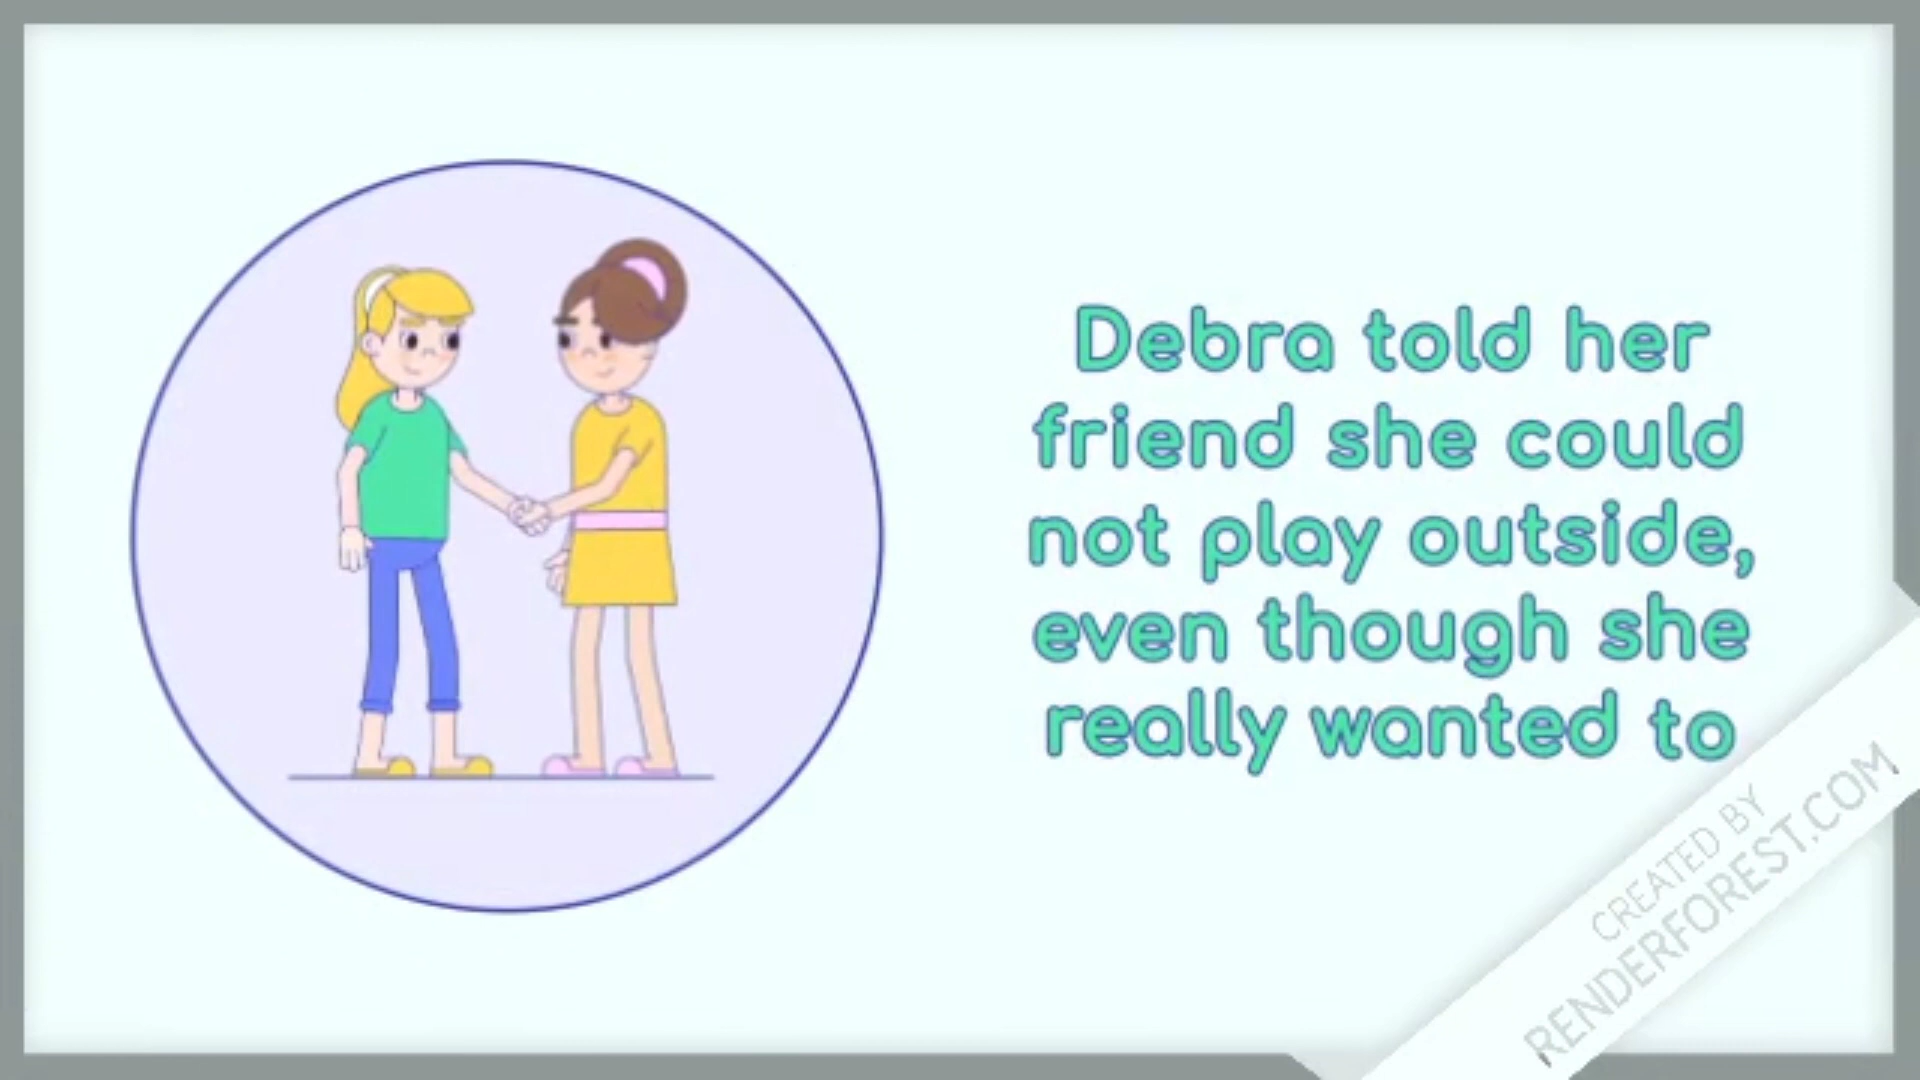 Debra told her
friend she could
not play outside,
even though she
really wanted to
CREATED BY
RENDERFOREST.COM